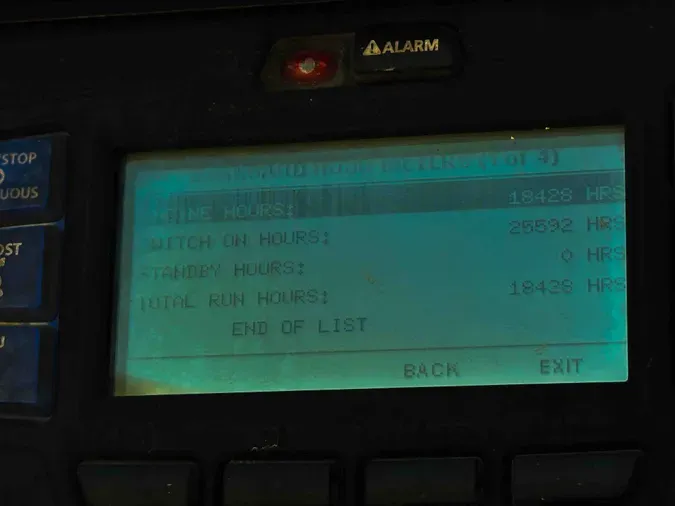 ALARM
STOP
UOUS
HOURS: 18428 HRS
SWITCH ON HOURS: 25592 HRS
STANDBY HOURS: 0 HRS
TOTAL RUN HOURS: 18428 HRS
END OF LIST
BACK EXIT